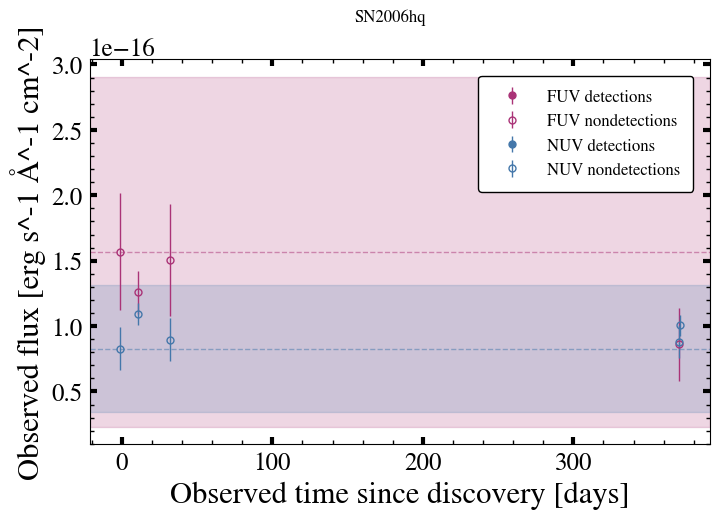 SN2006hq
1e−16
3.0
2.5
2.0
1.5
1.0
0.5
Observed flux [erg s^-1 Å^-1 cm^-2]
FUV detections
FUV nondetections
NUV detections
NUV nondetections
0 100 200 300
Observed time since discovery [days]